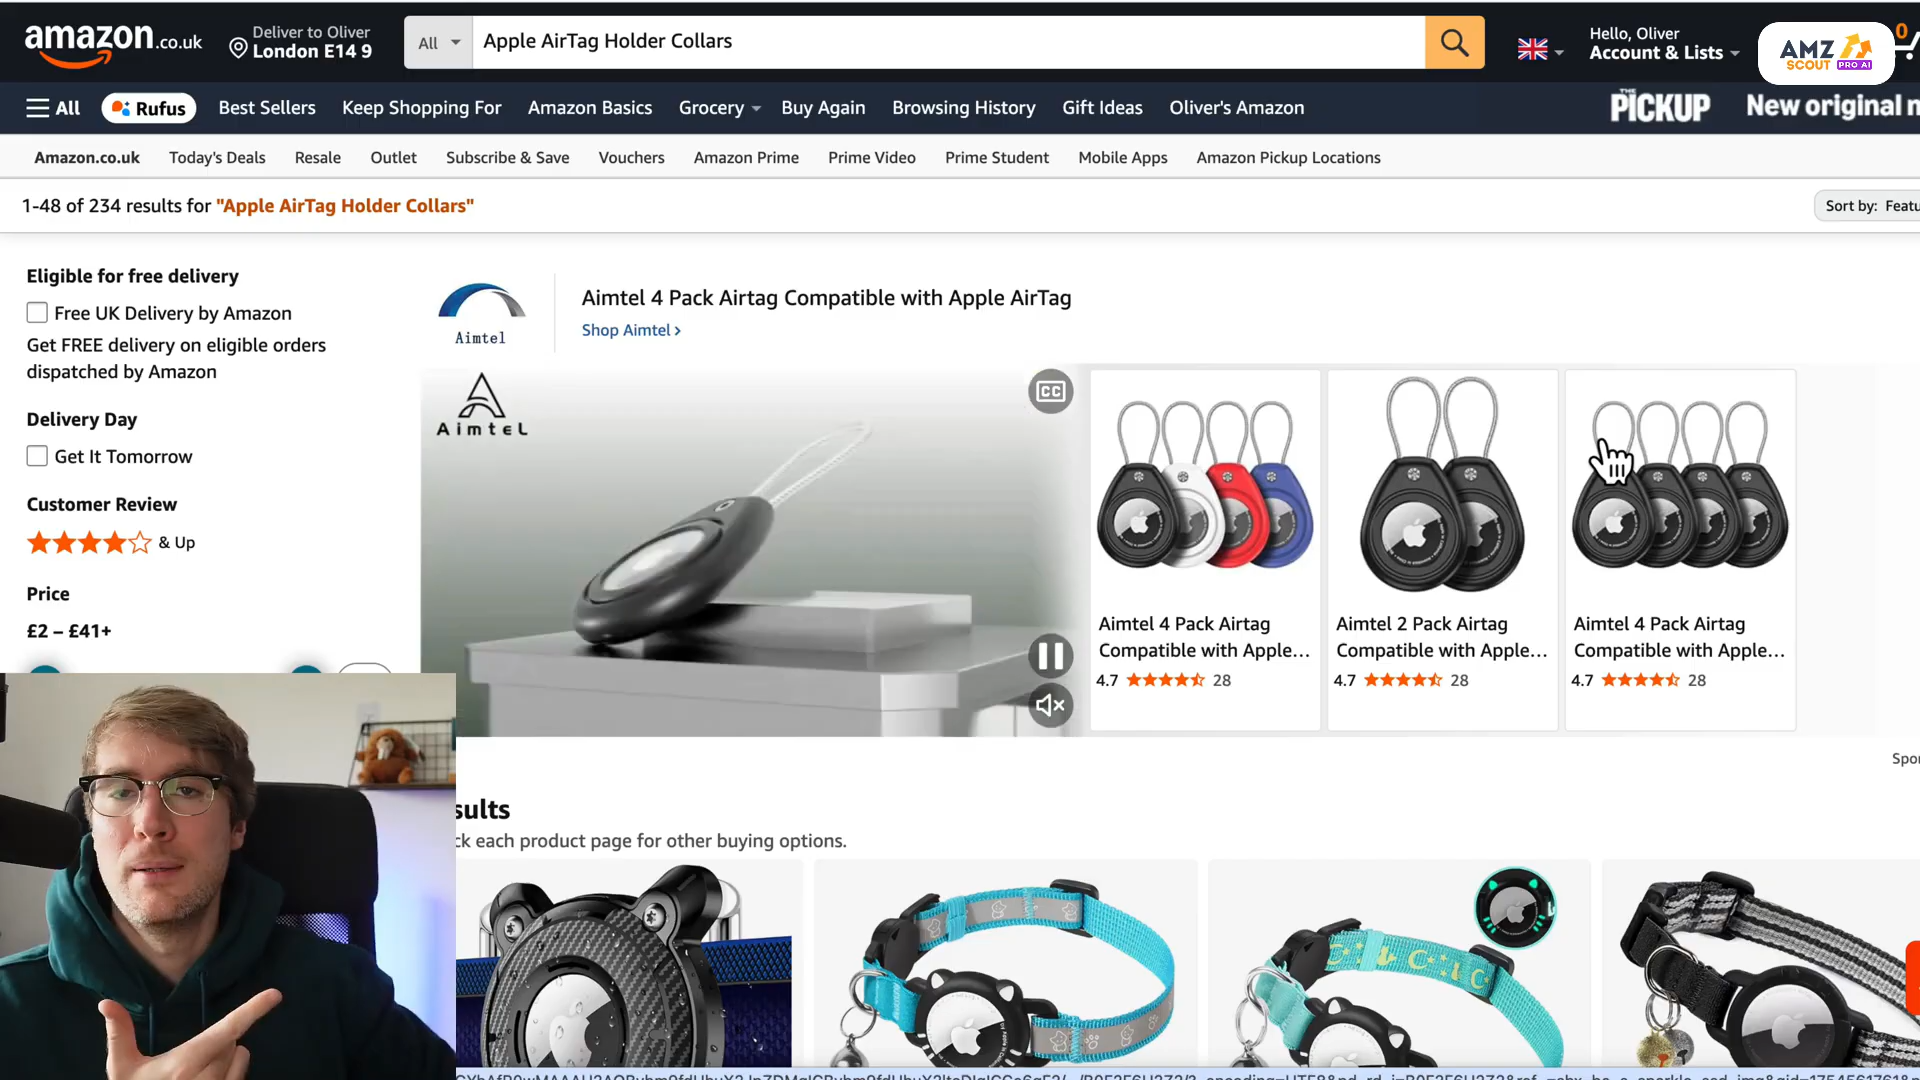 amazon.co.uk
Deliver to Oliver
London E14 9
All
Apple AirTag Holder Collars
Hello, Oliver
Account & Lists
0
AMZ
SCOUT PRO AI
All
Rufus
Best Sellers
Keep Shopping For
Amazon Basics
Grocery
Buy Again
Browsing History
Gift Ideas
Oliver's Amazon
THE PICKUP
New original
Amazon.co.uk
Today's Deals
Resale
Outlet
Subscribe & Save
Vouchers
Amazon Prime
Prime Video
Prime Student
Mobile Apps
Amazon Pickup Locations
1-48 of 234 results for "Apple AirTag Holder Collars"
Sort by: Featu
Eligible for free delivery
Free UK Delivery by Amazon
Get FREE delivery on eligible orders
dispatched by Amazon
Delivery Day
Get It Tomorrow
Customer Review
& Up
Price
£2 – £41+
Aimtel
Aimtel 4 Pack Airtag Compatible with Apple AirTag
Shop Aimtel ›
Aimtel
CC
Aimtel 4 Pack Airtag
Compatible with Apple...
4.7 28
Aimtel 2 Pack Airtag
Compatible with Apple...
4.7 28
Aimtel 4 Pack Airtag
Compatible with Apple...
4.7 28
Spo
sults
ck each product page for other buying options.